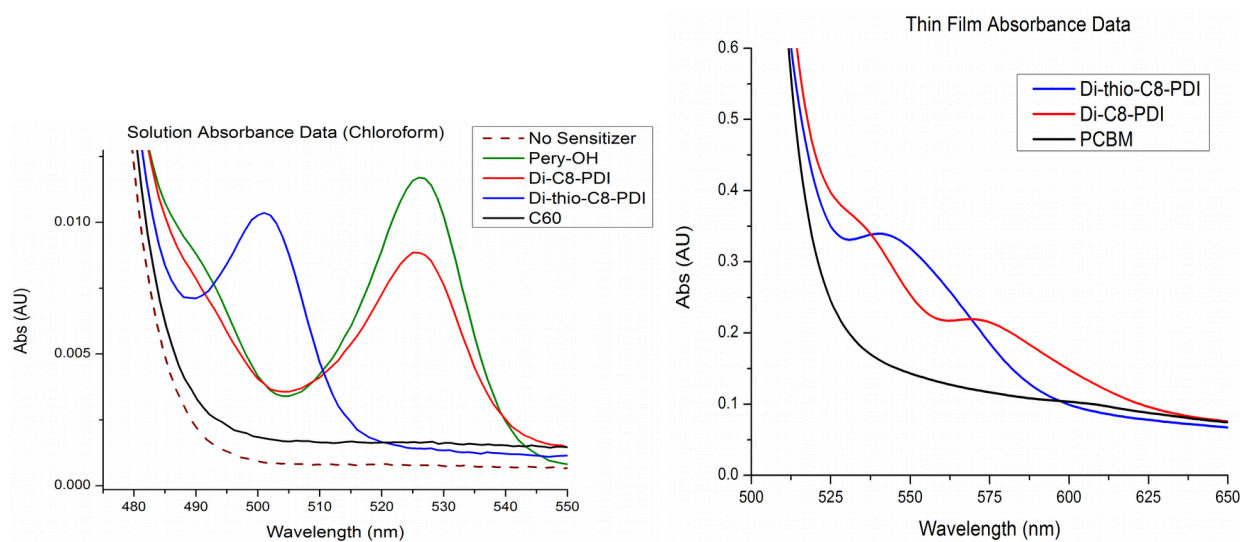 Solution Absorbance Data (Chloroform)
No Sensitizer
Pery-OH
Di-C8-PDI
Di-thio-C8-PDI
C60
0.010
0.005
0.000
Abs (AU)
480 490 500 510 520 530 540 550
Wavelength (nm)
Thin Film Absorbance Data
Di-thio-C8-PDI
Di-C8-PDI
PCBM
0.6
0.5
0.4
0.3
0.2
0.1
0.0
Abs (AU)
500 525 550 575 600 625 650
Wavelength (nm)